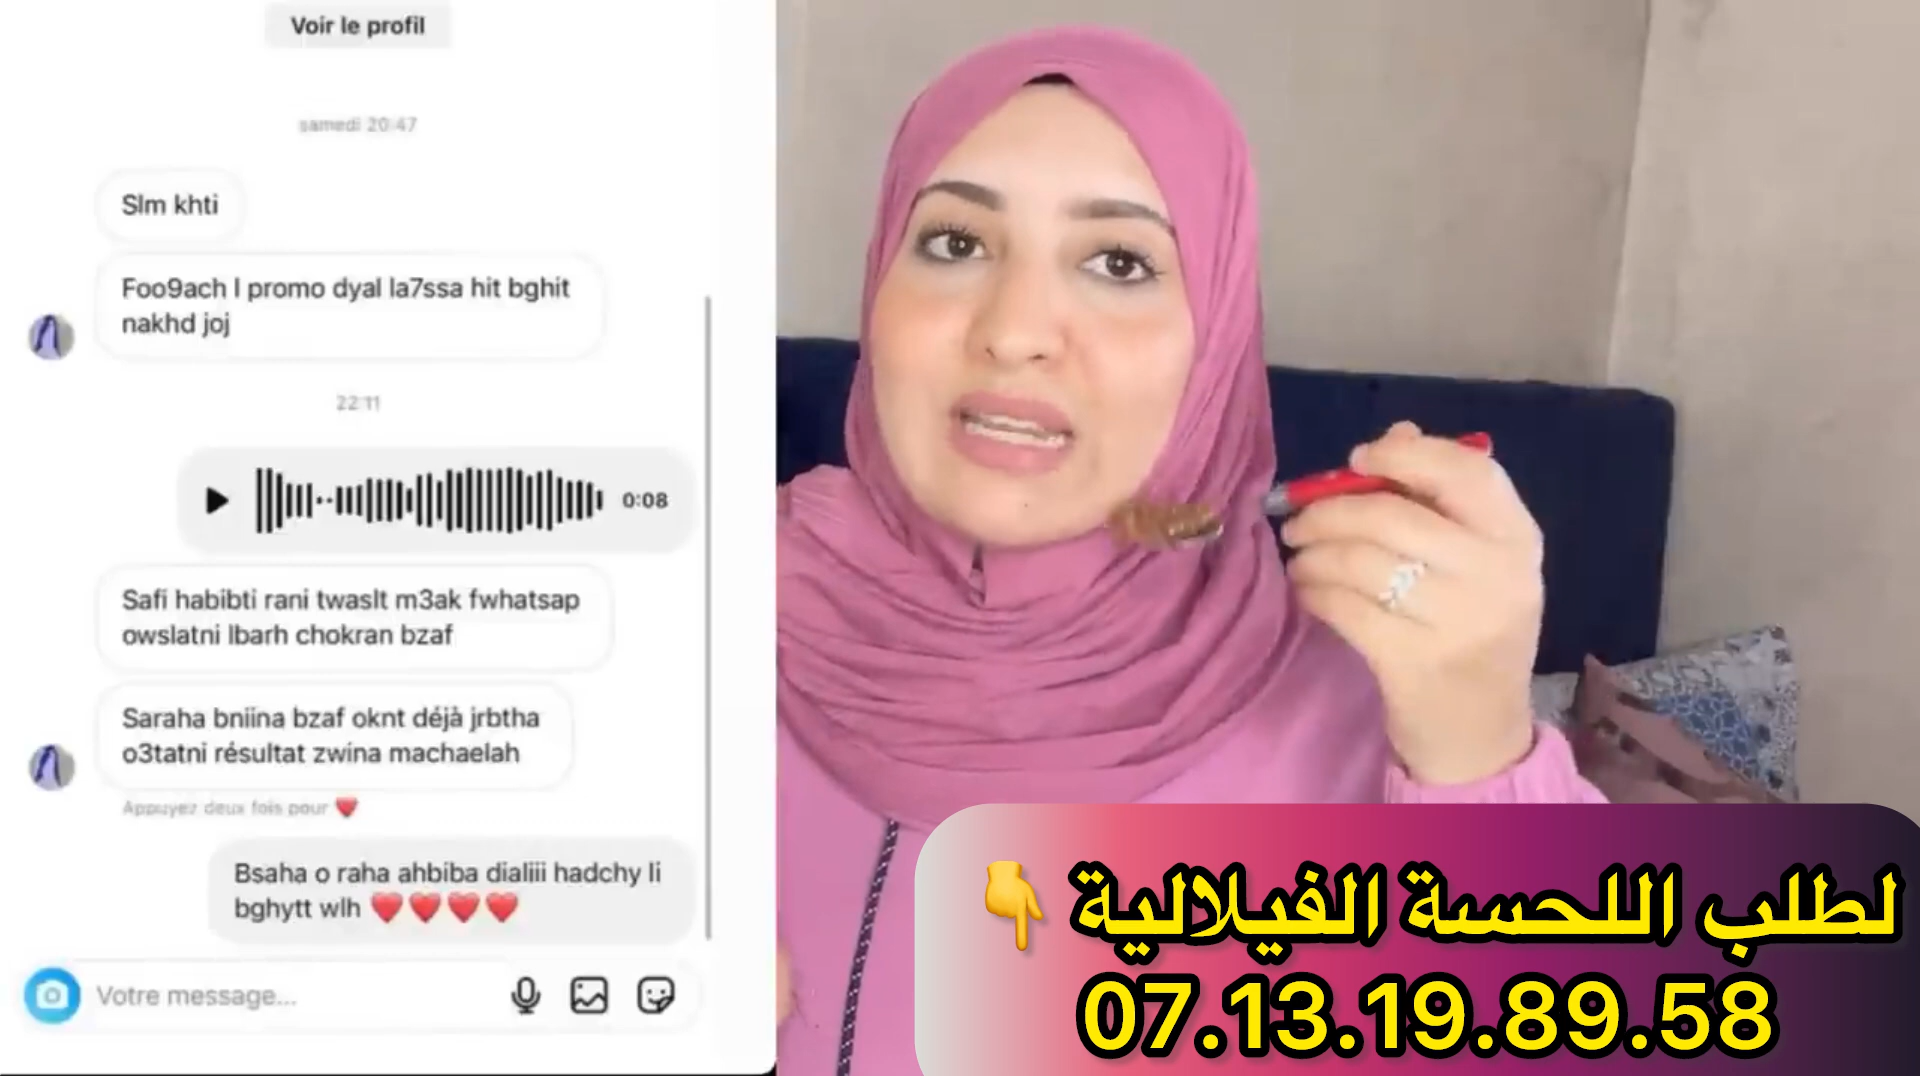 Voir le profil
samedi 20:47
Slm khti
Foo9ach l promo dyal la7ssa hit bghit
nakhd joj
22:11
0:08
Safi habibti rani twaslt m3ak fwhatsap
owslatni lbarh chokran bzaf
Saraha bniina bzaf oknt déjà jrbtha
o3tatni résultat zwina machaelah
Appuyez deux fois pour ❤️
Bsaha o raha ahbiba dialiii hadchy li
bghytt wlh ❤️❤️❤️❤️
Votre message...
لطلب اللحسة الفيلالية 👇
07.13.19.89.58